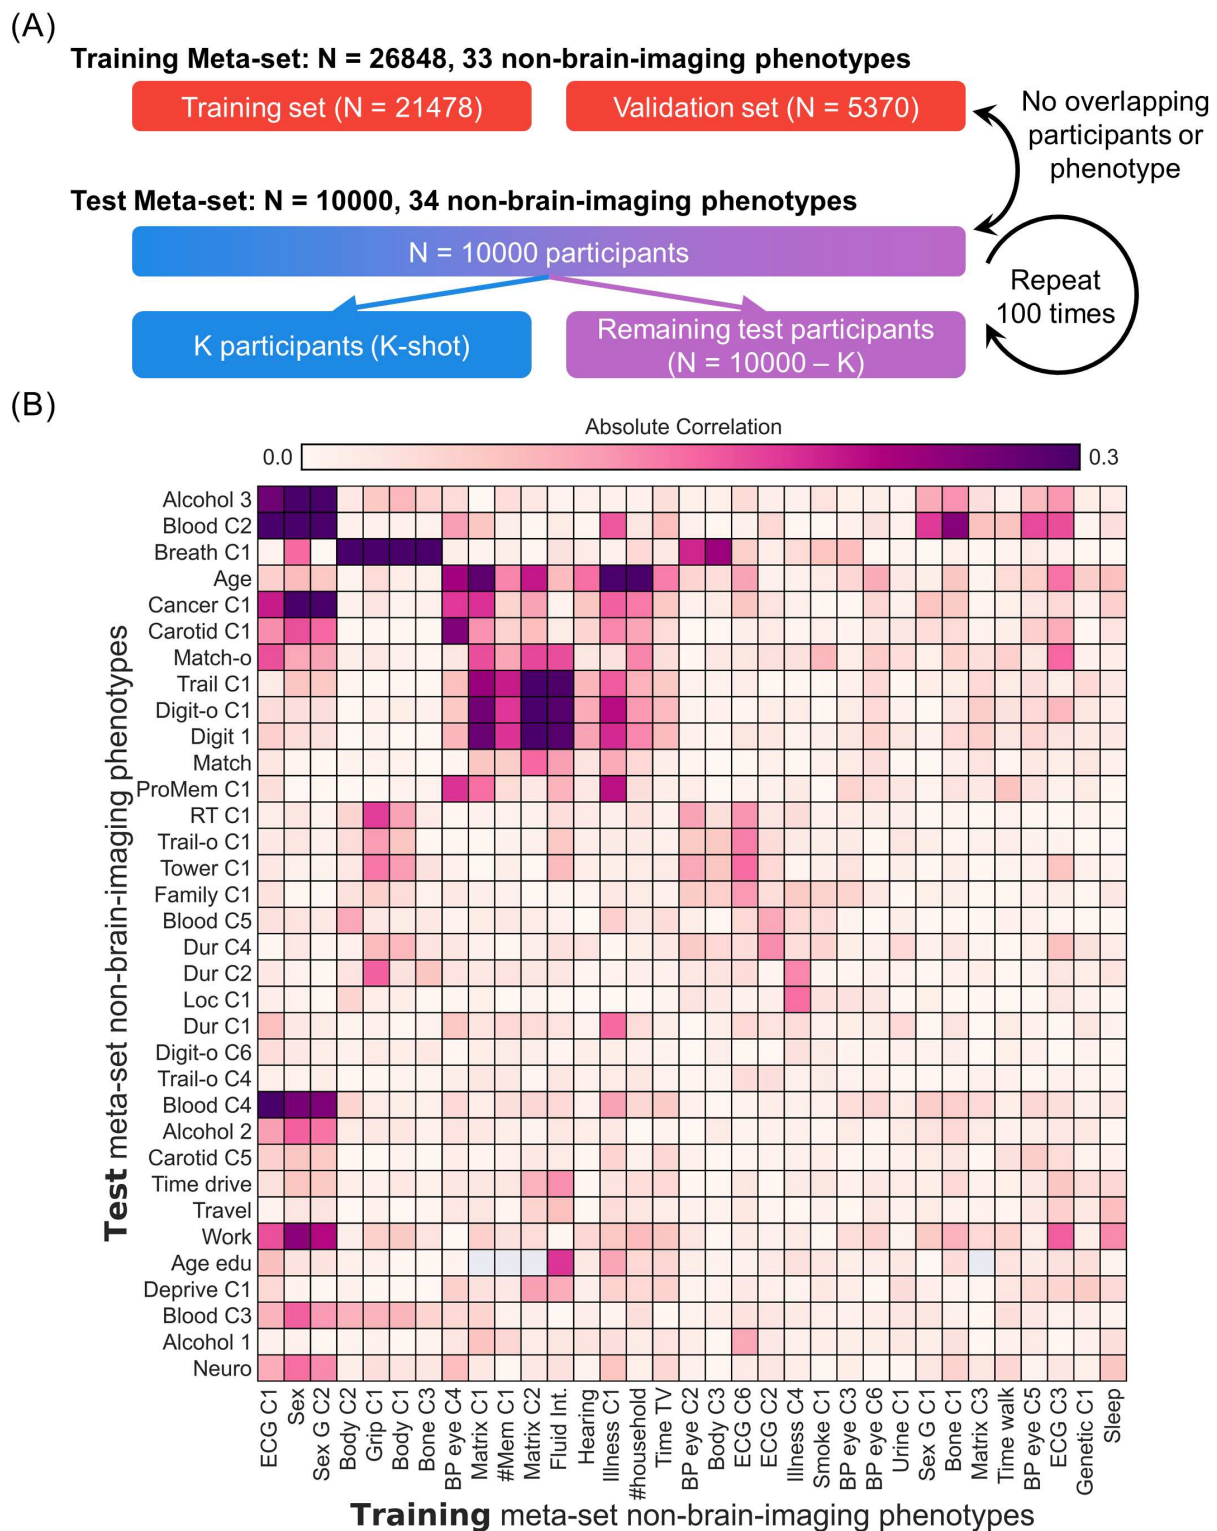 (A)
Training Meta-set: N = 26848, 33 non-brain-imaging phenotypes
Training set (N = 21478)
Validation set (N = 5370)
No overlapping
participants or
phenotype
Test Meta-set: N = 10000, 34 non-brain-imaging phenotypes
N = 10000 participants
Repeat
100 times
K participants (K-shot)
Remaining test participants
(N = 10000 – K)
(B)
Absolute Correlation
0.0
0.3
Test meta-set non-brain-imaging phenotypes
Alcohol 3
Blood C2
Breath C1
Age
Cancer C1
Carotid C1
Match-o
Trail C1
Digit-o C1
Digit 1
Match
ProMem C1
RT C1
Trail-o C1
Tower C1
Family C1
Blood C5
Dur C4
Dur C2
Loc C1
Dur C1
Digit-o C6
Trail-o C4
Blood C4
Alcohol 2
Carotid C5
Time drive
Travel
Work
Age edu
Deprive C1
Blood C3
Alcohol 1
Neuro
ECG C1
Sex
Sex G C2
Body C2
Grip C1
Body C1
Bone C3
BP eye C4
Matrix C1
#Mem C1
Matrix C2
Fluid Int.
Hearing
Illness C1
#household
Time TV
BP eye C2
Body C3
ECG C6
ECG C2
Illness C4
Smoke C1
BP eye C3
BP eye C6
Urine C1
Sex G C1
Bone C1
Matrix C3
Time walk
BP eye C5
ECG C3
Genetic C1
Sleep
Training meta-set non-brain-imaging phenotypes